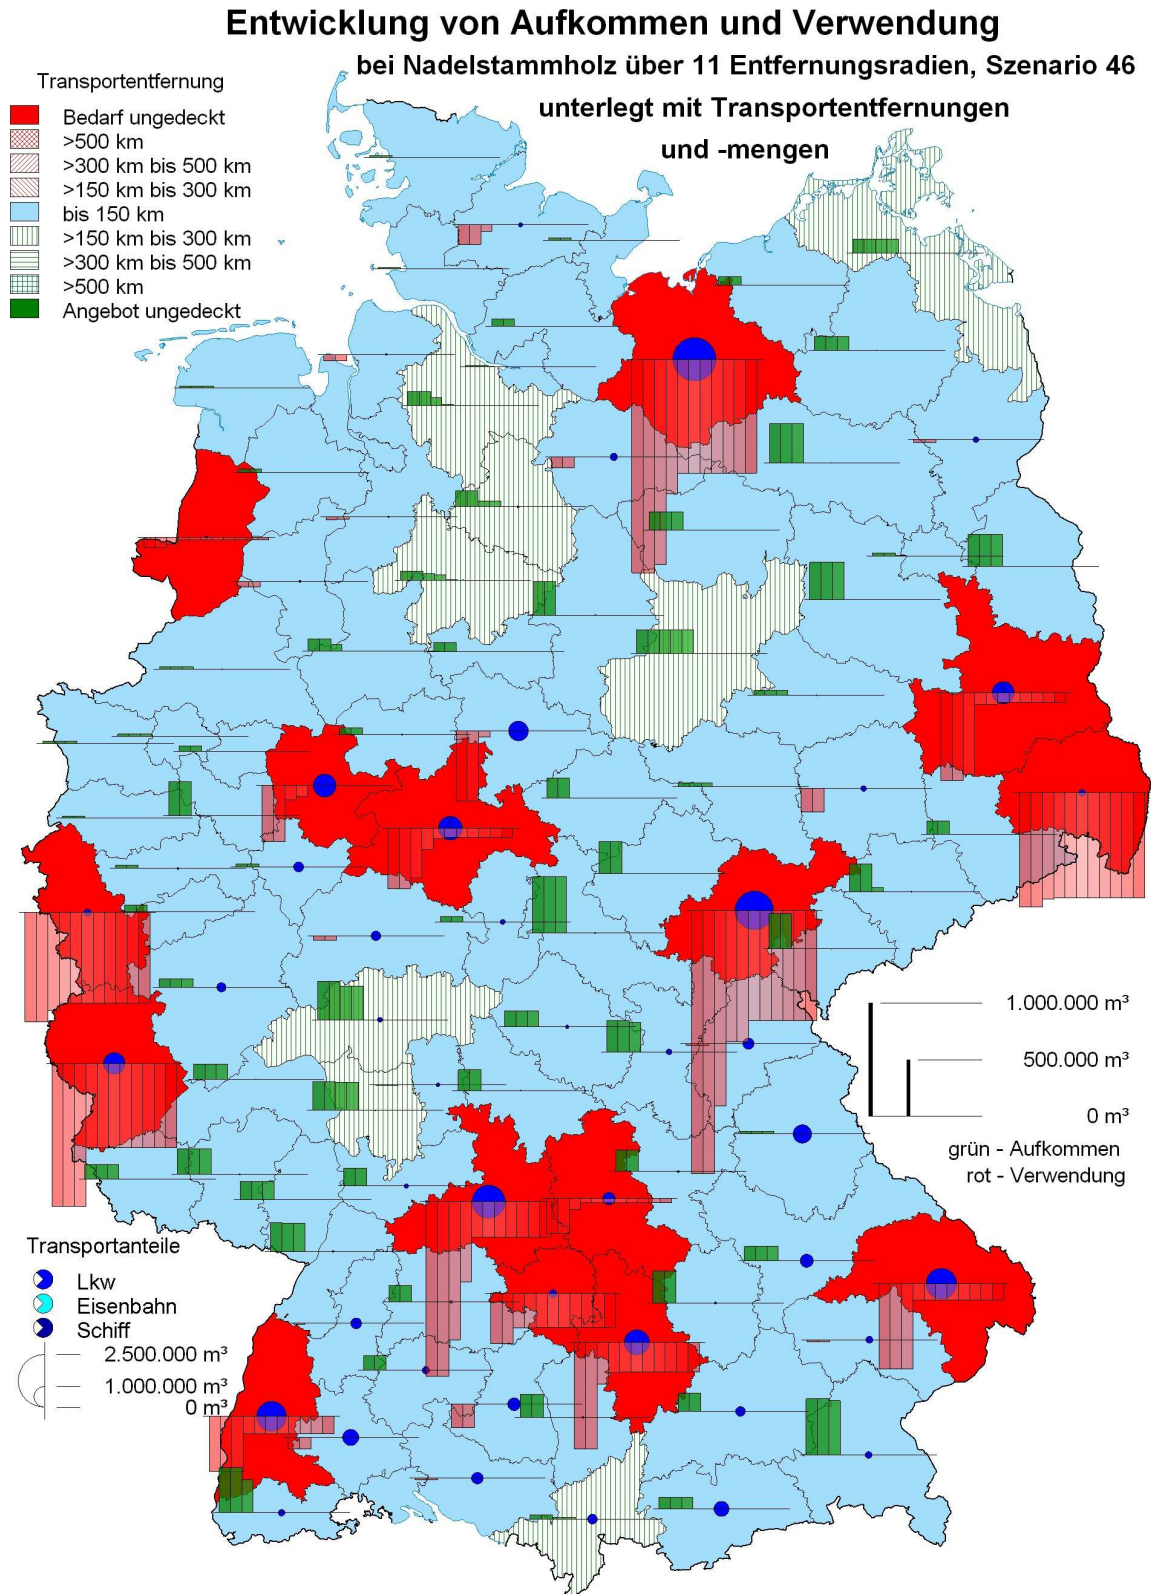 Entwicklung von Aufkommen und Verwendung
bei Nadelstammholz über 11 Entfernungsradien, Szenario 46
unterlegt mit Transportentfernungen
und -mengen
Transportentfernung
Bedarf ungedeckt
>500 km
>300 km bis 500 km
>150 km bis 300 km
bis 150 km
>150 km bis 300 km
>300 km bis 500 km
>500 km
Angebot ungedeckt
1.000.000 m³
500.000 m³
0 m³
grün - Aufkommen
rot - Verwendung
Transportanteile
Lkw
Eisenbahn
Schiff
2.500.000 m³
1.000.000 m³
0 m³